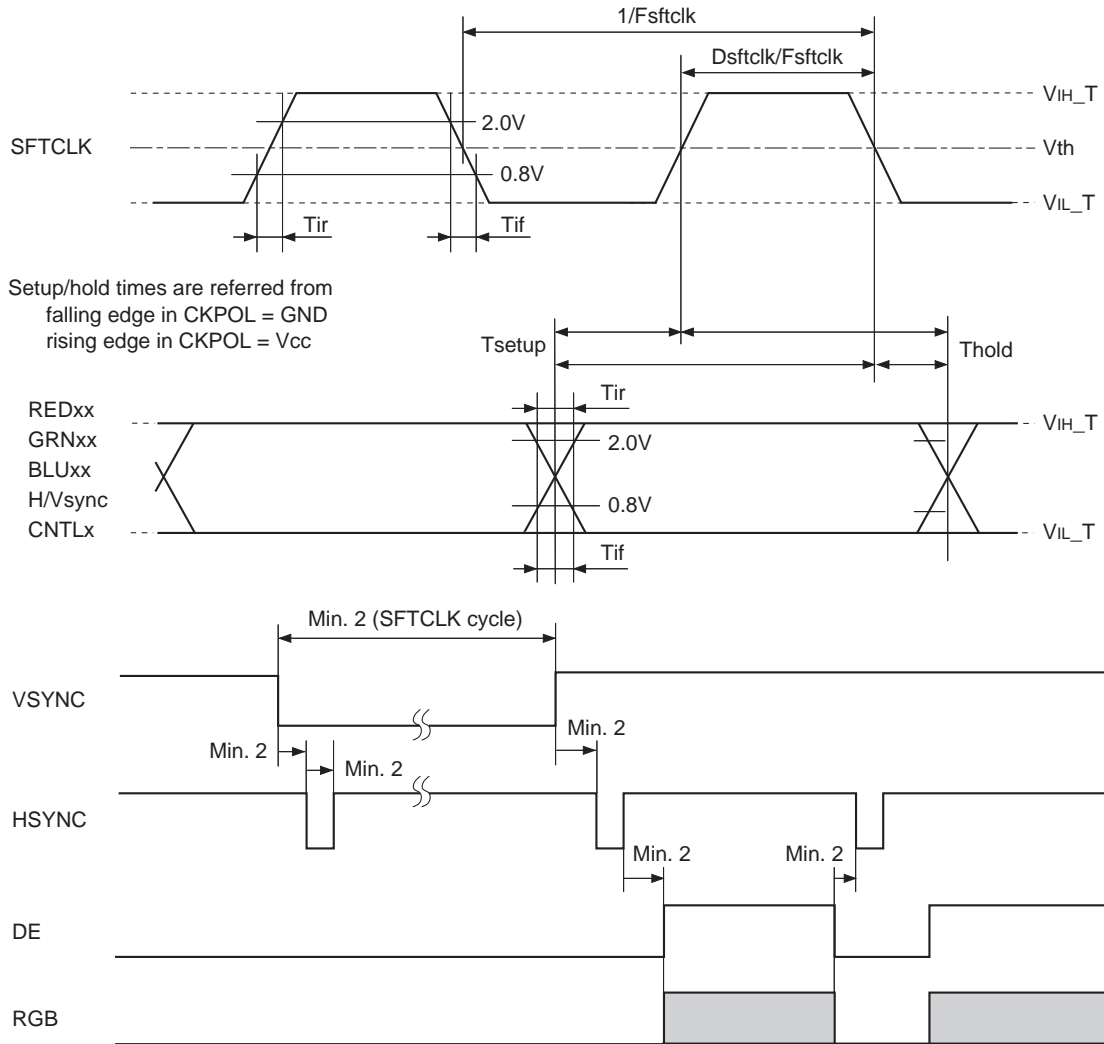 1/Fsftclk
Dsftclk/Fsftclk
VIH_T
2.0V
SFTCLK
Vth
0.8V
VIL_T
Tir
Tif
Setup/hold times are referred from
falling edge in CKPOL = GND
rising edge in CKPOL = Vcc
Tsetup
Thold
REDxx
Tir
VIH_T
GRNxx
2.0V
BLUxx
H/Vsync
0.8V
CNTLx
VIL_T
Tif
Min. 2 (SFTCLK cycle)
VSYNC
Min. 2
Min. 2
Min. 2
HSYNC
Min. 2
Min. 2
DE
RGB